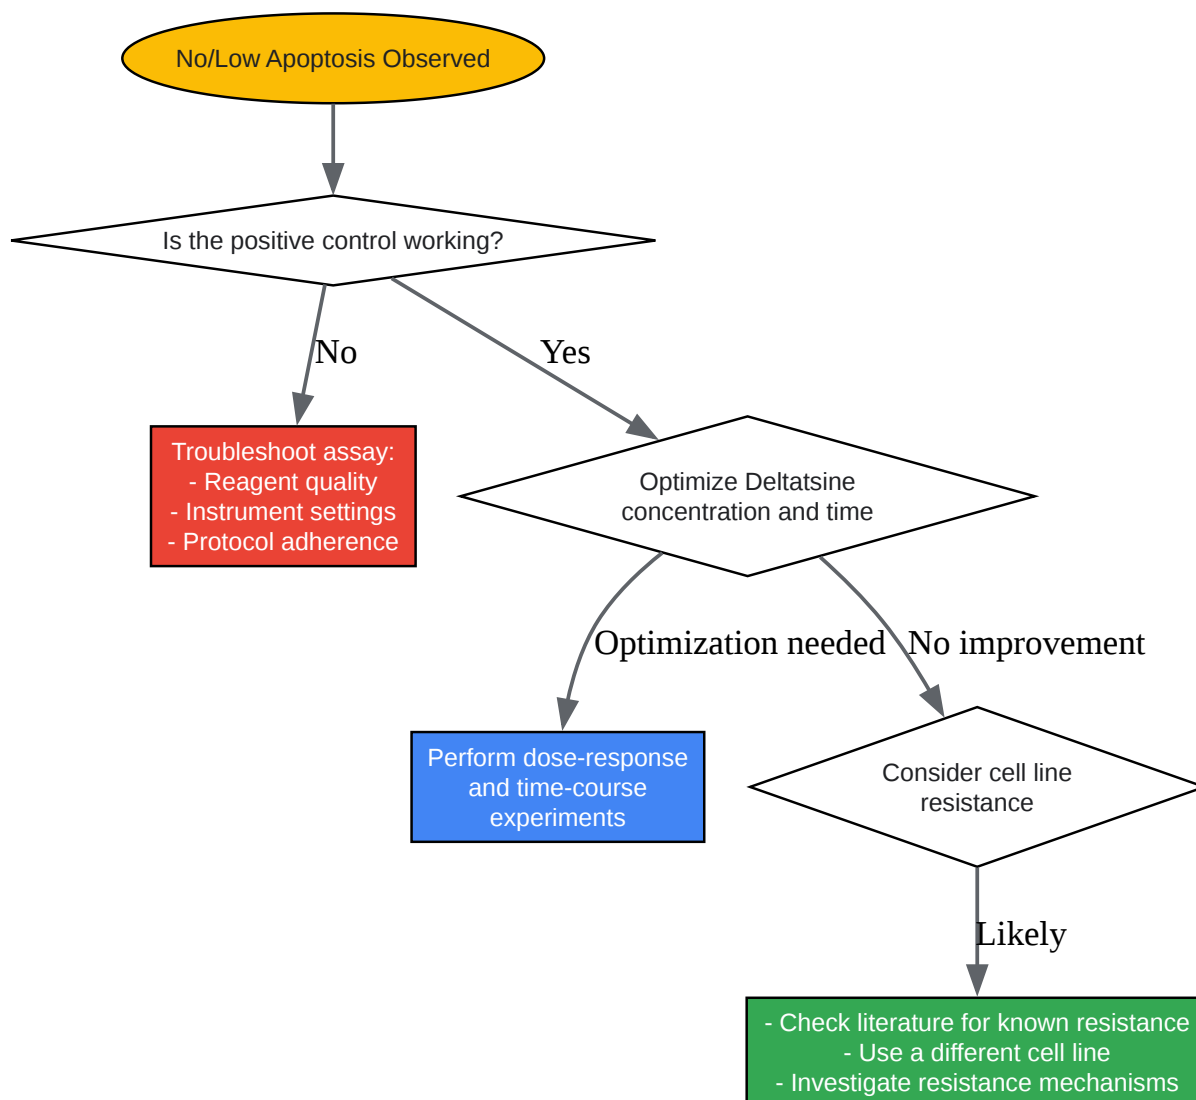 No/Low Apoptosis Observed
Is the positive control working?
No
Yes
Troubleshoot assay:
- Reagent quality
- Instrument settings
- Protocol adherence
Optimize Deltatsine
concentration and time
Optimization needed
No improvement
Perform dose-response
and time-course
experiments
Consider cell line
resistance
Likely
- Check literature for known resistance
- Use a different cell line
- Investigate resistance mechanisms